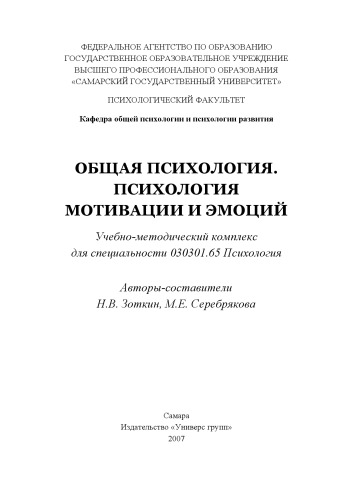 ФЕДЕРАЛЬНОЕ АГЕНТСТВО ПО ОБРАЗОВАНИЮ
ГОСУДАРСТВЕННОЕ ОБРАЗОВАТЕЛЬНОЕ УЧРЕЖДЕНИЕ
ВЫСШЕГО ПРОФЕССИОНАЛЬНОГО ОБРАЗОВАНИЯ
«САМАРСКИЙ ГОСУДАРСТВЕННЫЙ УНИВЕРСИТЕТ»
ПСИХОЛОГИЧЕСКИЙ ФАКУЛЬТЕТ
Кафедра общей психологии и психологии развития
ОБЩАЯ ПСИХОЛОГИЯ.
ПСИХОЛОГИЯ
МОТИВАЦИИ И ЭМОЦИЙ
Учебно-методический комплекс
для специальности 030301.65 Психология
Авторы-составители
Н.В. Зоткин, М.Е. Серебрякова
Самара
Издательство «Универс групп»
2007